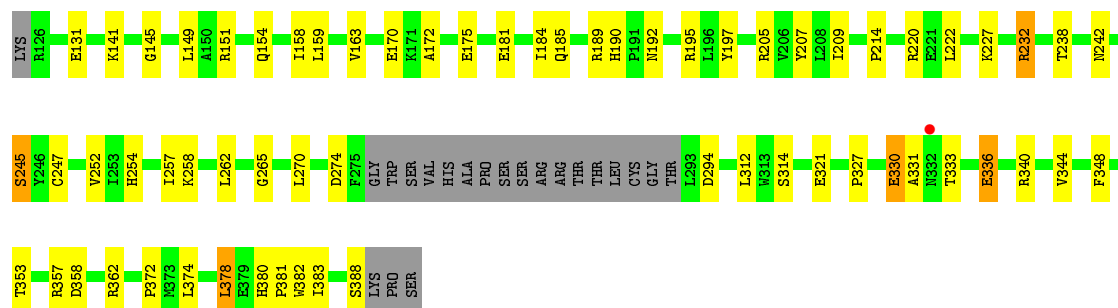 LYS R126 E131 K141 G145 L149 A150 R151 Q154 I158 L159 V163 E170 K171 A172 E175 E181 I184 Q185 R189 H190 P191 N192 R195 L196 Y197 R205 V206 Y207 L208 I209 P214 R220 E221 L222 K227 R232 T238 N242
S245 Y246 C247 V252 I253 H254 I257 K258 L262 G265 L270 D274 F275 GLY TRP SER VAL HIS ALA PRO SER SER ARG ARG THR THR LEU CYS GLY THR L293 D294 L312 W313 S314 E321 P327 E330 A331 N332 T333 E336 R340 V344 F348
T353 R357 D358 R362 P372 M373 L374 L378 E379 H380 P381 W382 I383 S388 LYS PRO SER